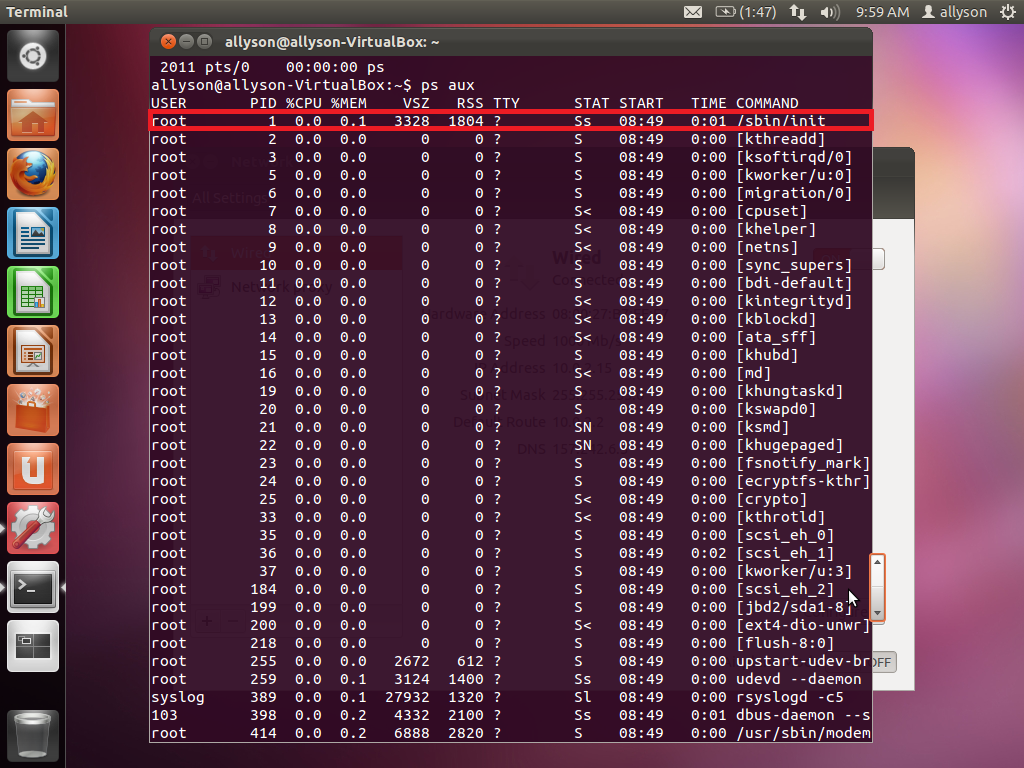 Terminal
(1:47)
9:59 AM
allyson
allyson@allyson-VirtualBox: ~
 2011 pts/0    00:00:00 ps
allyson@allyson-VirtualBox:~$ ps aux
USER       PID %CPU %MEM    VSZ   RSS TTY        STAT START   TIME COMMAND
root         1  0.0  0.1   3328  1804 ?        Ss   08:49   0:01 /sbin/init
root         2  0.0  0.0      0     0 ?        S    08:49   0:00 [kthreadd]
root         3  0.0  0.0      0     0 ?        S    08:49   0:00 [ksoftirqd/0]
root         5  0.0  0.0      0     0 ?        S    08:49   0:00 [kworker/u:0]
root         6  0.0  0.0      0     0 ?        S    08:49   0:00 [migration/0]
root         7  0.0  0.0      0     0 ?        S<   08:49   0:00 [cpuset]
root         8  0.0  0.0      0     0 ?        S<   08:49   0:00 [khelper]
root         9  0.0  0.0      0     0 ?        S<   08:49   0:00 [netns]
root        10  0.0  0.0      0     0 ?        S    08:49   0:00 [sync_supers]
root        11  0.0  0.0      0     0 ?        S    08:49   0:00 [bdi-default]
root        12  0.0  0.0      0     0 ?        S<   08:49   0:00 [kintegrityd]
root        13  0.0  0.0      0     0 ?        S<   08:49   0:00 [kblockd]
root        14  0.0  0.0      0     0 ?        S<   08:49   0:00 [ata_sff]
root        15  0.0  0.0      0     0 ?        S    08:49   0:00 [khubd]
root        16  0.0  0.0      0     0 ?        S<   08:49   0:00 [md]
root        19  0.0  0.0      0     0 ?        S    08:49   0:00 [khungtaskd]
root        20  0.0  0.0      0     0 ?        S    08:49   0:00 [kswapd0]
root        21  0.0  0.0      0     0 ?        SN   08:49   0:00 [ksmd]
root        22  0.0  0.0      0     0 ?        SN   08:49   0:00 [khugepaged]
root        23  0.0  0.0      0     0 ?        S    08:49   0:00 [fsnotify_mark]
root        24  0.0  0.0      0     0 ?        S    08:49   0:00 [ecryptfs-kthr]
root        25  0.0  0.0      0     0 ?        S<   08:49   0:00 [crypto]
root        33  0.0  0.0      0     0 ?        S<   08:49   0:00 [kthrotld]
root        35  0.0  0.0      0     0 ?        S    08:49   0:00 [scsi_eh_0]
root        36  0.0  0.0      0     0 ?        S    08:49   0:02 [scsi_eh_1]
root        37  0.0  0.0      0     0 ?        S    08:49   0:00 [kworker/u:3]
root       184  0.0  0.0      0     0 ?        S    08:49   0:00 [scsi_eh_2]
root       199  0.0  0.0      0     0 ?        S    08:49   0:00 [jbd2/sda1-8]
root       200  0.0  0.0      0     0 ?        S<   08:49   0:00 [ext4-dio-unwr]
root       218  0.0  0.0      0     0 ?        S    08:49   0:00 [flush-8:0]
root       255  0.0  0.0   2672   612 ?        S    08:49   0:00 upstart-udev-br
root       259  0.0  0.1   3124  1400 ?        Ss   08:49   0:00 udevd --daemon
syslog     389  0.0  0.1  27932  1320 ?        Sl   08:49   0:00 rsyslogd -c5
103        398  0.0  0.2   4332  2100 ?        Ss   08:49   0:01 dbus-daemon --s
root       414  0.0  0.2   6888  2820 ?        S    08:49   0:00 /usr/sbin/modem
All Settings
Wired
Hardware Address
Speed
Subnet Mask
Default Route
DNS
OFF